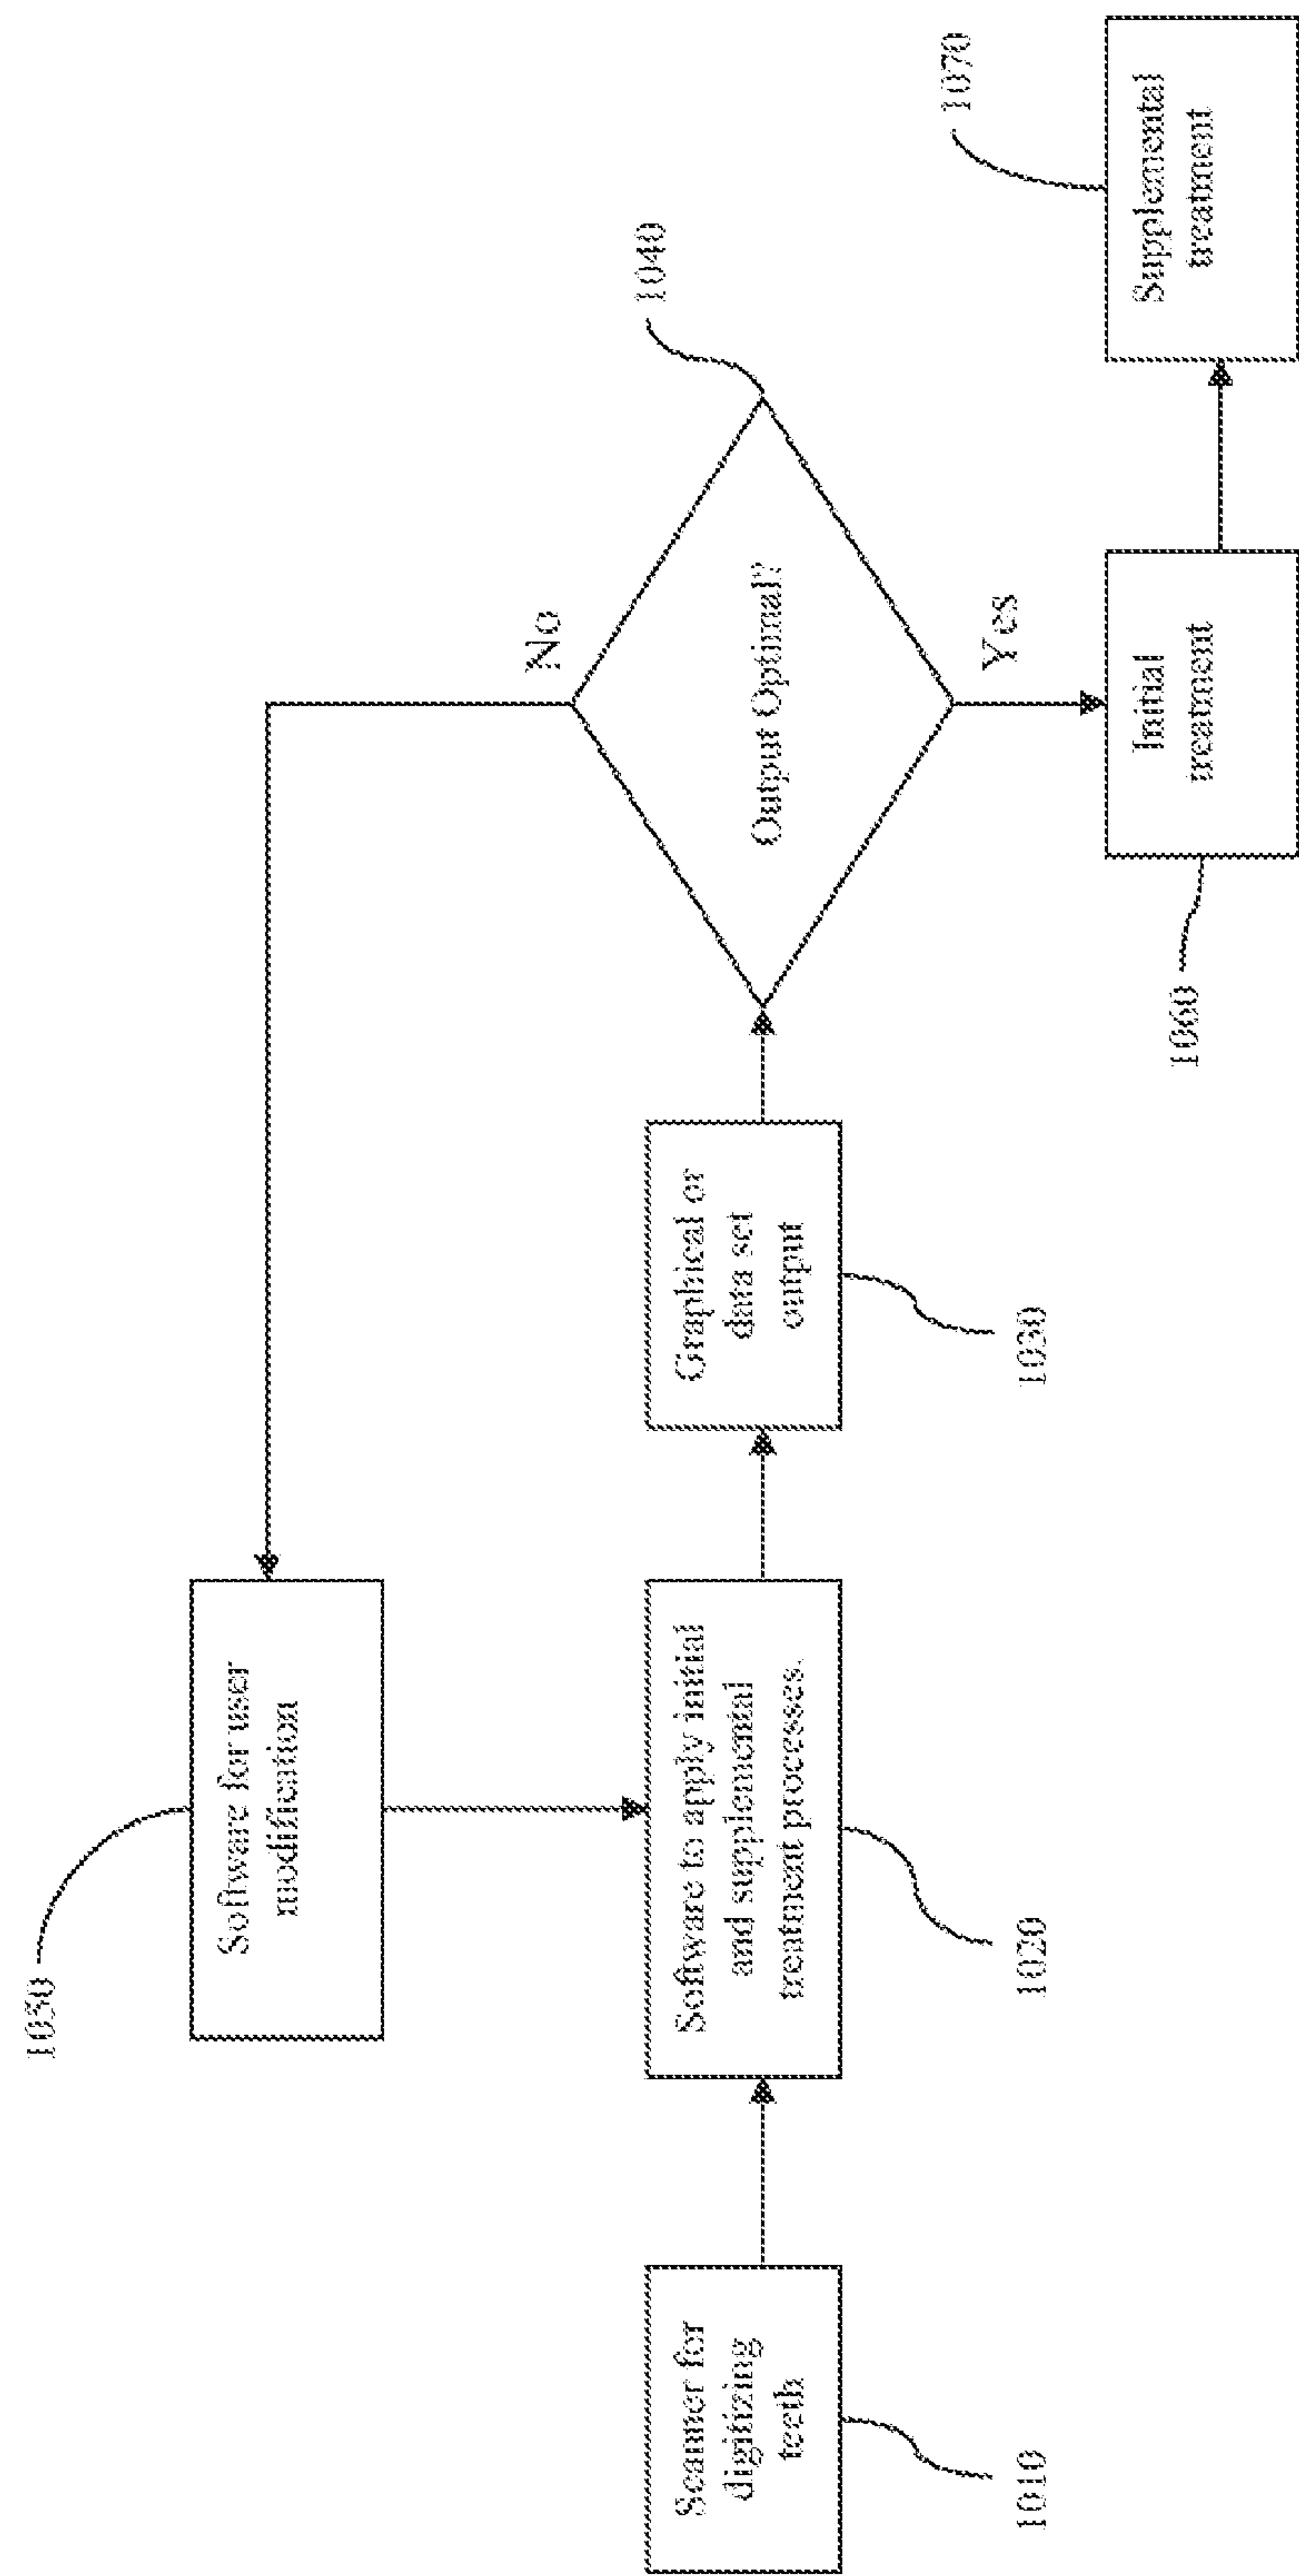 1050
Software for user
modification
No
1040
Output Optimal?
Yes
Scanner for
digitizing
teeth
1010
Software to apply initial
and supplemental
treatment processes.
1020
Graphical or
data set
output
1030
1060
Initial
treatment
1070
Supplemental
treatment